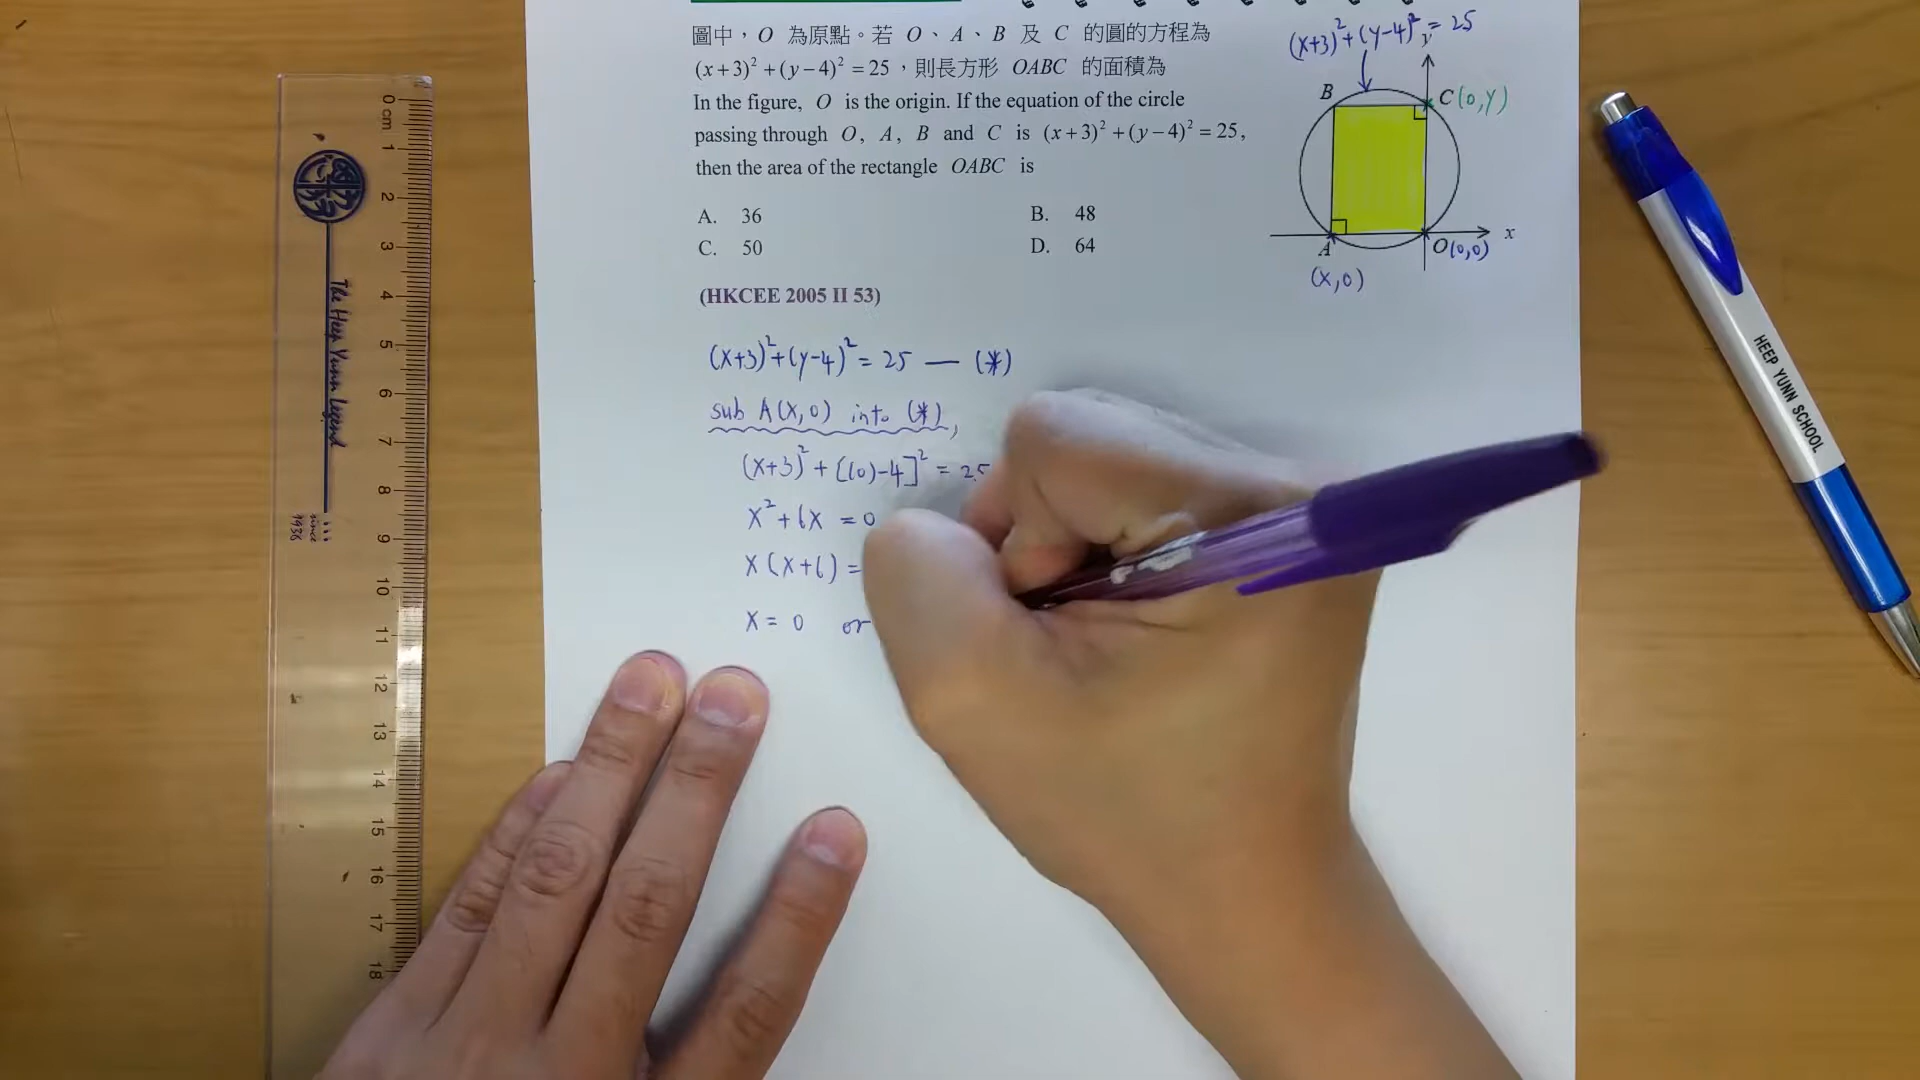 圖中，O 為原點。若 O、A、B 及 C 的圓的方程為
(x+3)² + (y−4)² = 25，則長方形 OABC 的面積為
In the figure, O is the origin. If the equation of the circle
passing through O, A, B and C is (x+3)² + (y−4)² = 25,
then the area of the rectangle OABC is
A. 36
B. 48
C. 50
D. 64
(HKCEE 2005 II 53)
(x+3)²+(y-4)² = 25
y
B
C(0,y)
A
O(0,0)
x
(x,0)
(x+3)²+(y-4)² = 25 — (*)
sub A(x,0) into (*),
(x+3)² + [(0)-4]² = 25
x² + 6x = 0
x(x+6) =
x = 0 or
0 cm 1 2 3 4 5 6 7 8 9 10 11 12 13 14 15 16 17 18
The Heep Yunn Legend
since
1936
HEEP YUNN SCHOOL